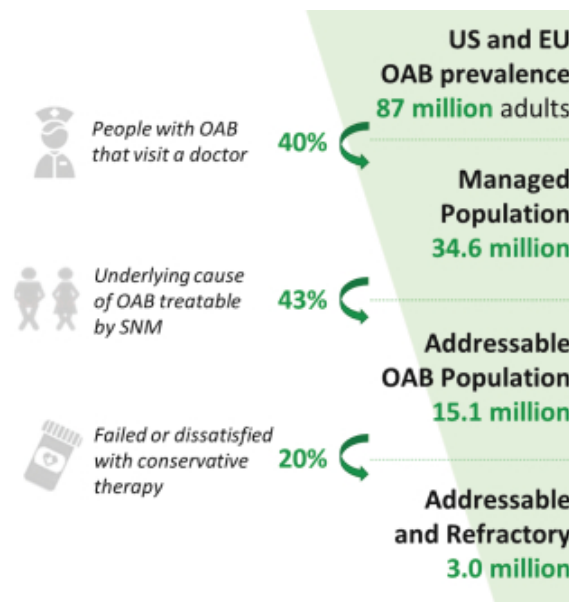 US and EU
OAB prevalence
87 million adults
People with OAB
that visit a doctor
40%
Managed
Population
34.6 million
Underlying cause
of OAB treatable
by SNM
43%
Addressable
OAB Population
15.1 million
Failed or dissatisfied
with conservative
therapy
20%
Addressable
and Refractory
3.0 million